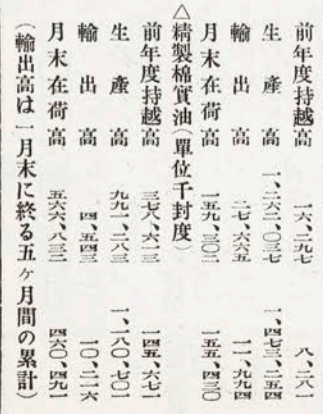 前年度持越高 一六、二九七 八、二八一
生產高 一、二六二、〇三七 一、四七三、二五四
輸出高 二七、六六五 一一、九九四
月末在荷高 一五九、三〇二 一五五、四三〇
△精製棉實油(單位千封度)
前年度持越高 三七八、六一三 一四五、六七一
生產高 九九一、二八三 一、一八〇、七〇一
輸出高 四、五四三 一〇、二一六
月末在荷高 五六六、八三二 四六〇、四九一
(輸出高は一月末に終る五ヶ月間の累計)